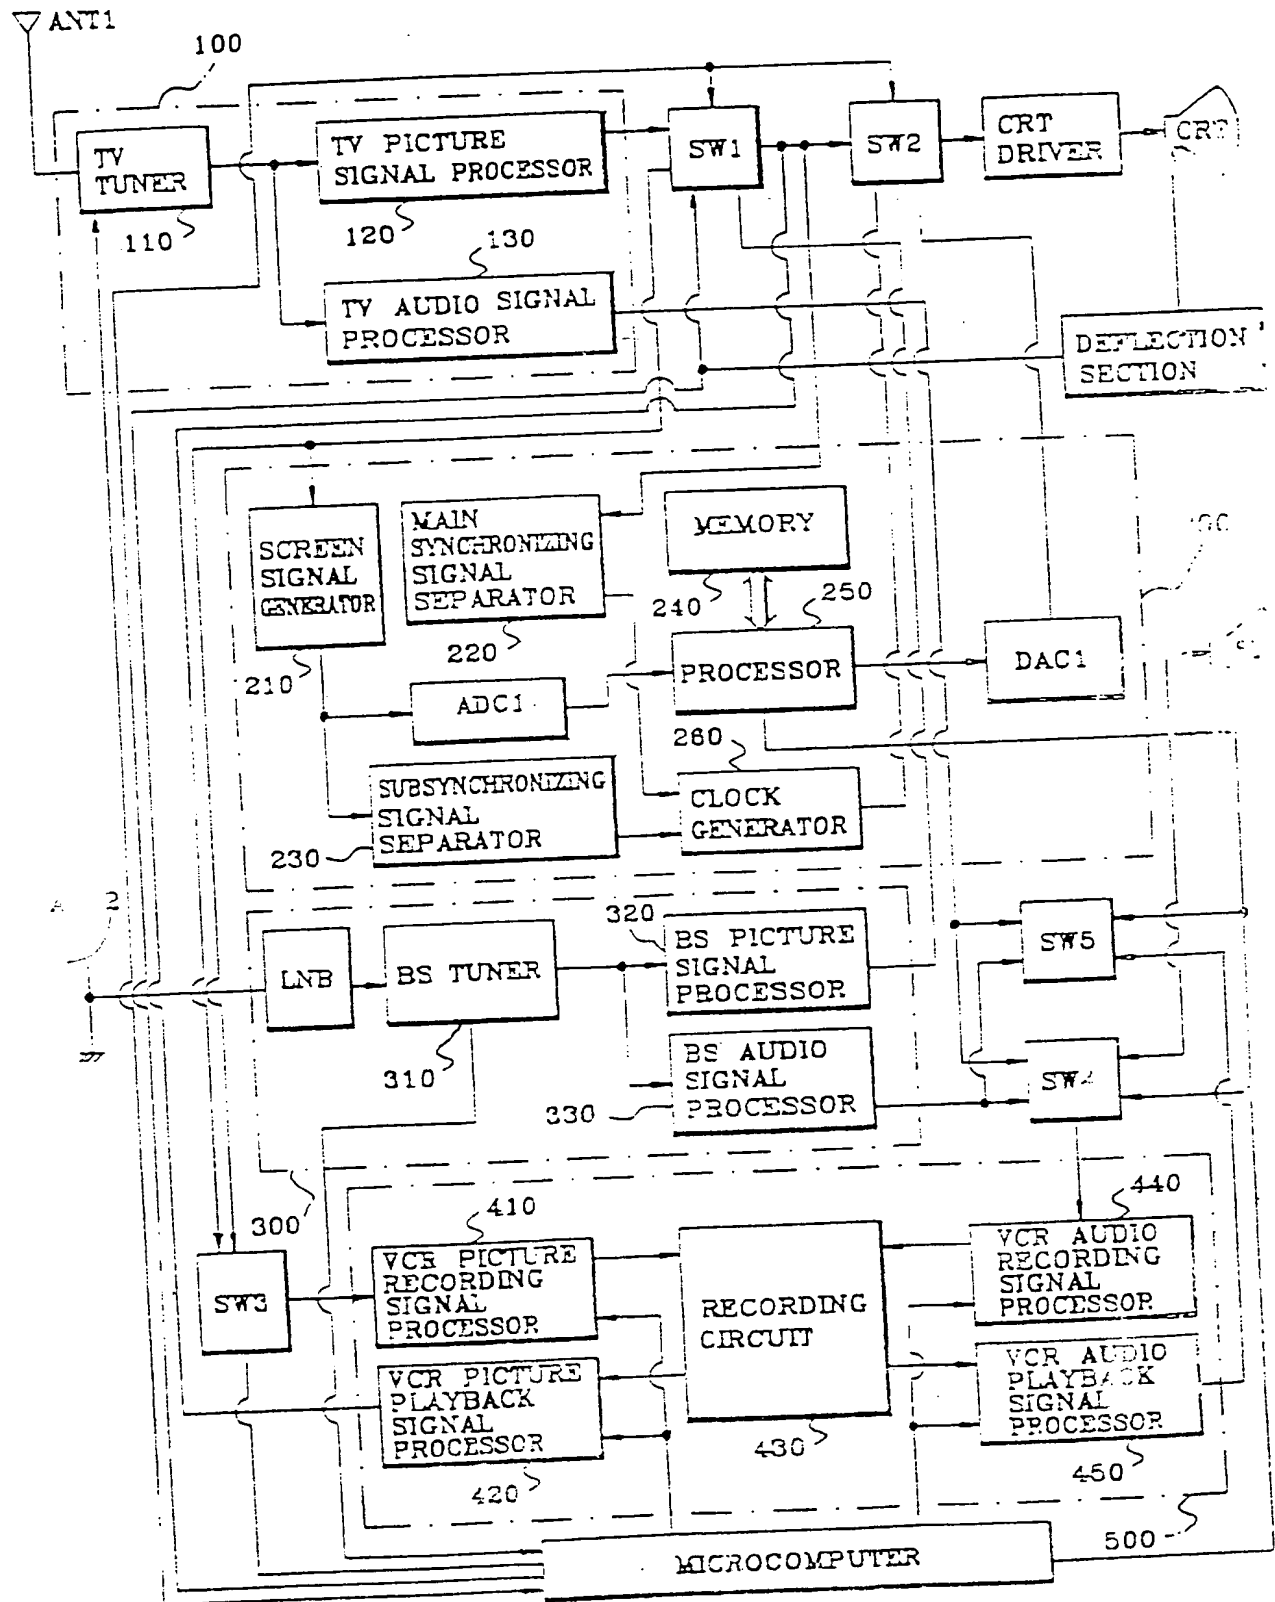 ANT1
100
TV
TUNER
TV PICTURE
SIGNAL PROCESSOR
SW1
SW2
CRT
DRIVER
CRT
110
120
130
TV AUDIO SIGNAL
PROCESSOR
DEFLECTION
SECTION
SCREEN
SIGNAL
GENERATOR
MAIN
SYNCHRONIZING
SIGNAL
SEPARATOR
MEMORY
240
250
210
220
PROCESSOR
DAC1
ADC1
260
SUBSYNCHRONIZING
SIGNAL
SEPARATOR
CLOCK
GENERATOR
230
2
LNB
BS TUNER
320
BS PICTURE
SIGNAL
PROCESSOR
SW5
310
BS AUDIO
SIGNAL
PROCESSOR
330
SW4
300
410
440
SW3
VCR PICTURE
RECORDING
SIGNAL
PROCESSOR
RECORDING
CIRCUIT
VCR AUDIO
RECORDING
SIGNAL
PROCESSOR
VCR PICTURE
PLAYBACK
SIGNAL
PROCESSOR
VCR AUDIO
PLAYBACK
SIGNAL
PROCESSOR
420
430
450
MICROCOMPUTER
500